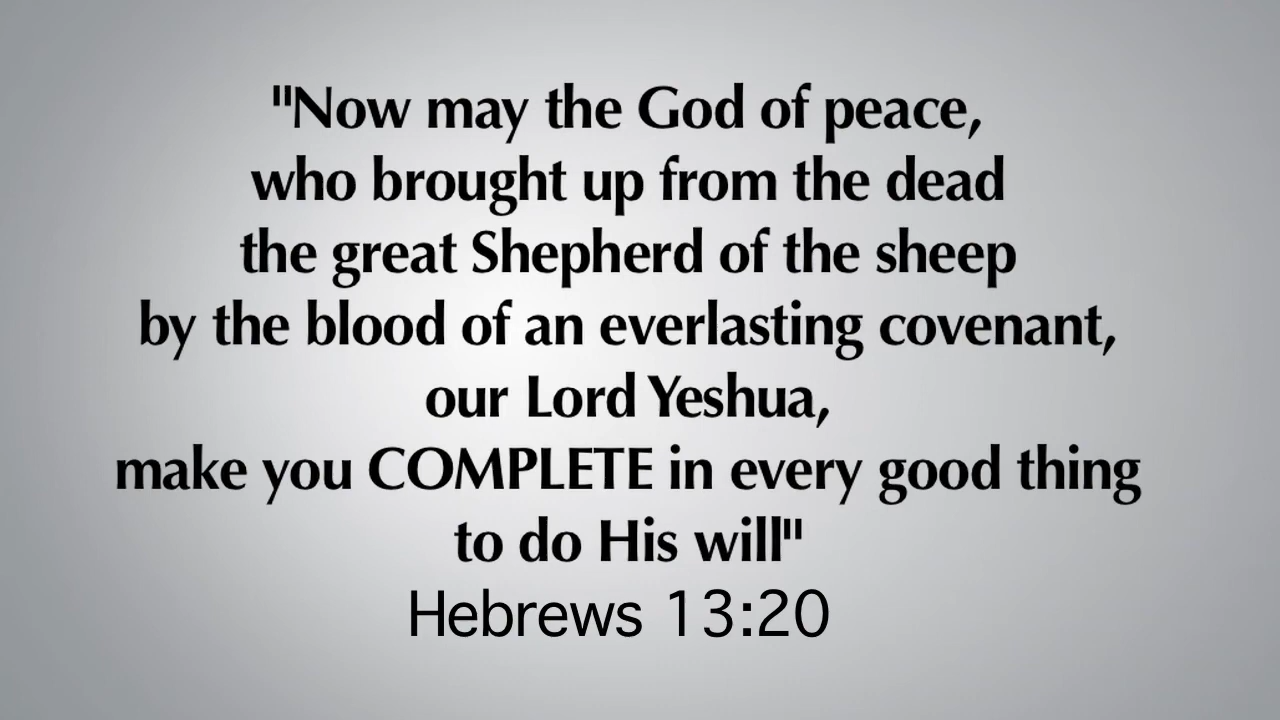 "Now may the God of peace,
who brought up from the dead
the great Shepherd of the sheep
by the blood of an everlasting covenant,
our Lord Yeshua,
make you COMPLETE in every good thing
to do His will"
Hebrews 13:20